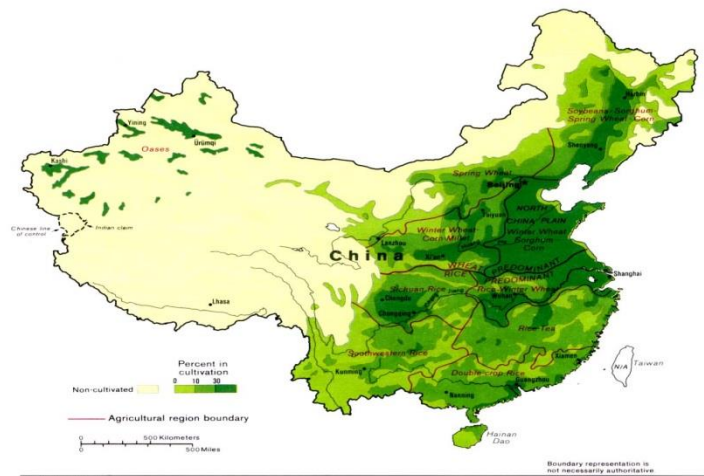 Harbin
Soybeans-Sorghum-
Spring Wheat-Corn
Shenyang
Yining
Ürümqi
Oases
Kashi
Spring Wheat
Beijing
Chinese line
of control
Indian claim
Taiyuan
NORTH
CHINA PLAIN
Winter Wheat
Sorghum
Corn
Winter Wheat-
Corn-Millet
Lanzhou
Xi'an
China
WHEAT PREDOMINANT
RICE PREDOMINANT
Shanghai
Sichuan Rice
Rice-Winter Wheat
Wuhan
Chengdu
Chongqing
Lhasa
Rice-Tea
Southwestern Rice
Xiamen
Taiwan
N/A
Kunming
Double-crop Rice
Guangzhou
Nanning
Percent in
cultivation
0 10 30
Non-cultivated
Agricultural region boundary
0 500 Kilometers
0 500 Miles
Hainan
Dao
Boundary representation is
not necessarily authoritative